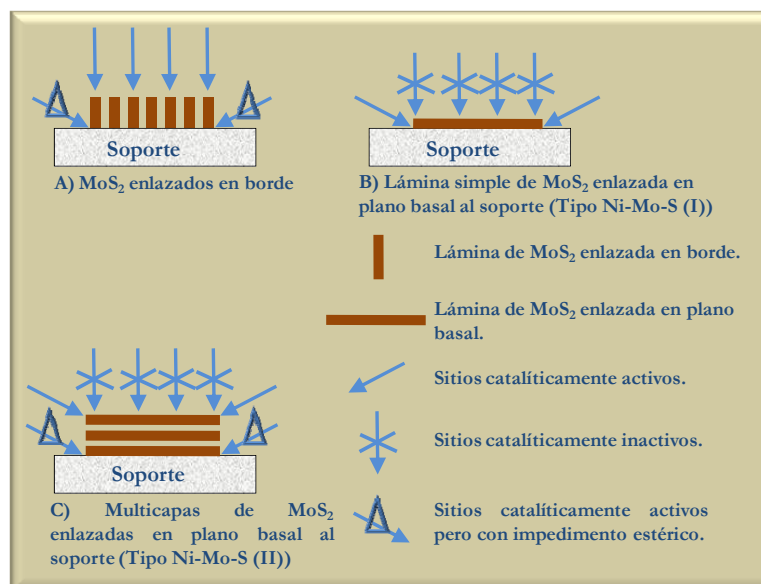 Soporte
A) MoS2 enlazados en borde
Soporte
B) Lámina simple de MoS2 enlazada en
plano basal al soporte (Tipo Ni-Mo-S (I))
Lámina de MoS2 enlazada en borde.
Lámina de MoS2 enlazada en plano
basal.
Sitios catalíticamente activos.
Sitios catalíticamente inactivos.
Sitios catalíticamente activos
pero con impedimento estérico.
Soporte
C) Multicapas de MoS2
enlazadas en plano basal al
soporte (Tipo Ni-Mo-S (II))